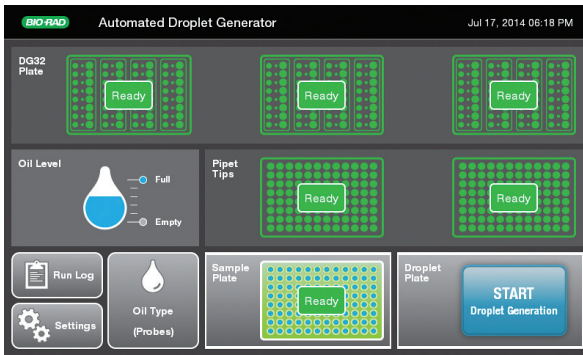 BIO-RAD
Automated Droplet Generator
Jul 17, 2014 06:18 PM
DG32
Plate
Ready
Ready
Ready
Oil Level
Full
Empty
Pipet
Tips
Ready
Ready
Run Log
Settings
Oil Type
(Probes)
Sample
Plate
Ready
Droplet
Plate
START
Droplet Generation